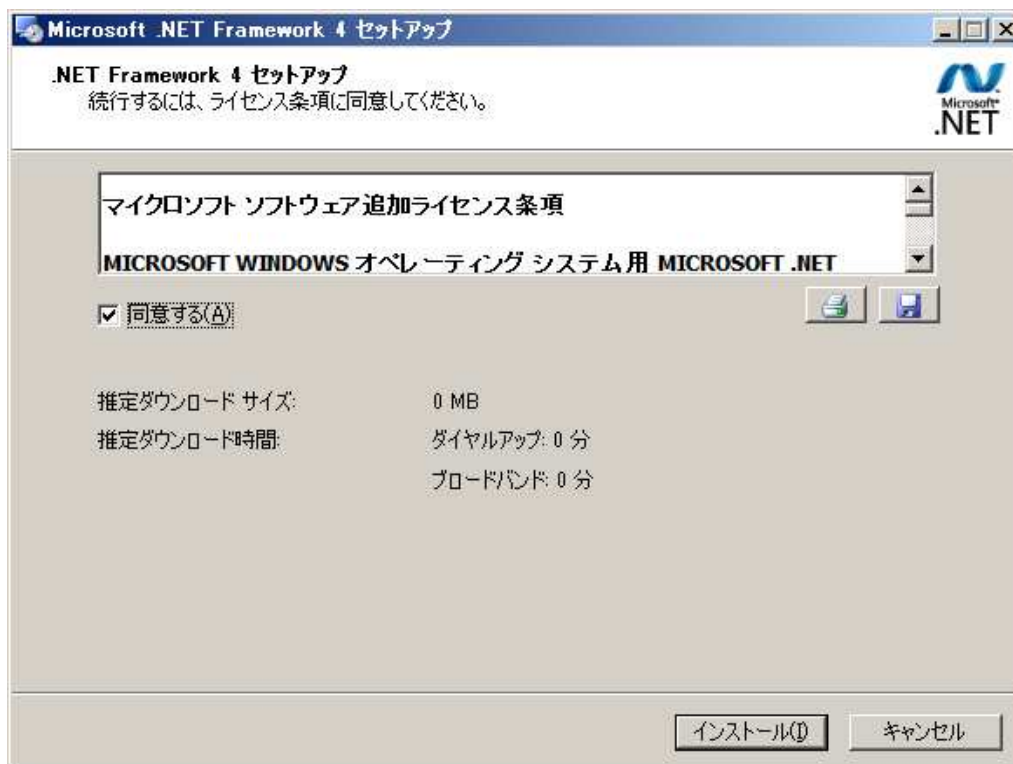 Microsoft .NET Framework 4 セットアップ
.NET Framework 4 セットアップ
続行するには、ライセンス条項に同意してください。
Microsoft
.NET
マイクロソフト ソフトウェア追加ライセンス条項
MICROSOFT WINDOWS オペレーティング システム用 MICROSOFT .NET
同意する(A)
推定ダウンロード サイズ: 0 MB
推定ダウンロード時間: ダイヤルアップ: 0 分
ブロードバンド: 0 分
インストール(I) キャンセル